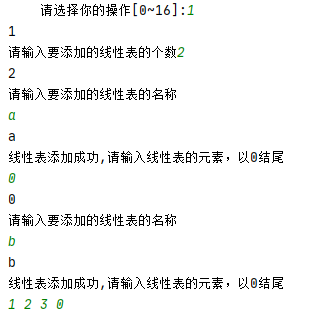 请选择你的操作[0~16]:1
1
请输入要添加的线性表的个数2
2
请输入要添加的线性表的名称
a
a
线性表添加成功,请输入线性表的元素，以0结尾
0
0
请输入要添加的线性表的名称
b
b
线性表添加成功,请输入线性表的元素，以0结尾
1 2 3 0